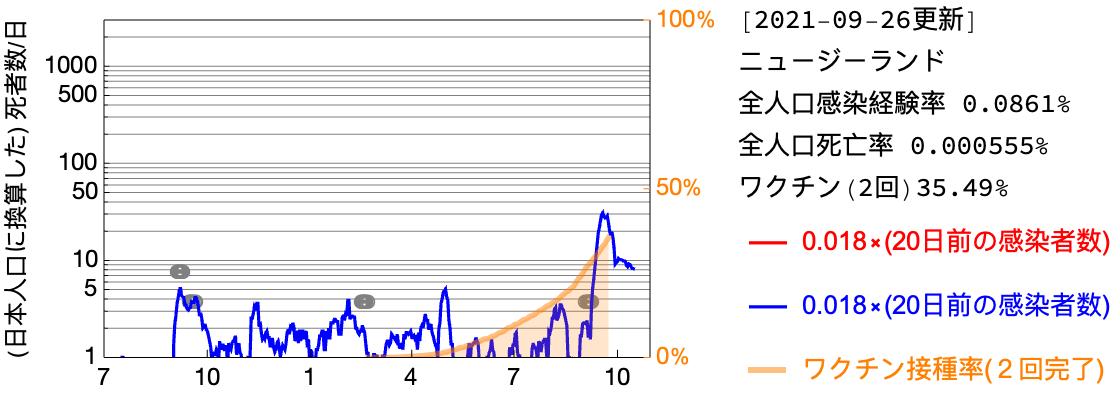 (日本人口に換算した) 死者数/日
1000
500
100
50
10
5
1
100%
50%
0%
7
10
1
4
7
10
[2021-09-26更新]
ニュージーランド
全人口感染経験率 0.0861%
全人口死亡率 0.000555%
ワクチン(2回)35.49%
0.018×(20日前の感染者数)
0.018×(20日前の感染者数)
ワクチン接種率(２回完了)